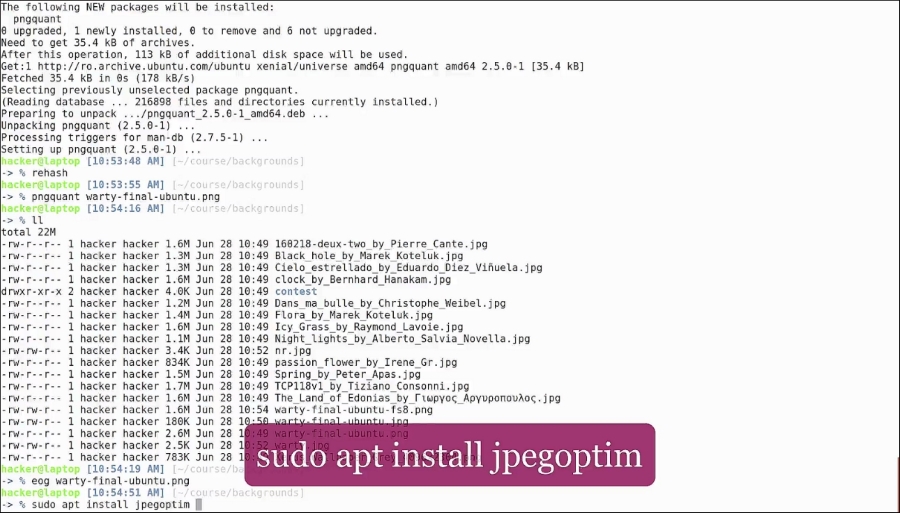 The following NEW packages will be installed:
  pngquant
0 upgraded, 1 newly installed, 0 to remove and 6 not upgraded.
Need to get 35.4 kB of archives.
After this operation, 113 kB of additional disk space will be used.
Get:1 http://ro.archive.ubuntu.com/ubuntu xenial/universe amd64 pngquant amd64 2.5.0-1 [35.4 kB]
Fetched 35.4 kB in 0s (178 kB/s)
Selecting previously unselected package pngquant.
(Reading database ... 216898 files and directories currently installed.)
Preparing to unpack .../pngquant_2.5.0-1_amd64.deb ...
Unpacking pngquant (2.5.0-1) ...
Processing triggers for man-db (2.7.5-1) ...
Setting up pngquant (2.5.0-1) ...
hacker@laptop [10:53:48 AM] [~/course/backgrounds]
-> % rehash
hacker@laptop [10:53:55 AM] [~/course/backgrounds]
-> % pngquant warty-final-ubuntu.png
hacker@laptop [10:54:16 AM] [~/course/backgrounds]
-> % ll
total 22M
-rw-r--r-- 1 hacker hacker 1.6M Jun 28 10:49 160218-deux-two_by_Pierre_Cante.jpg
-rw-r--r-- 1 hacker hacker 1.3M Jun 28 10:49 Black_hole_by_Marek_Koteluk.jpg
-rw-r--r-- 1 hacker hacker 1.3M Jun 28 10:49 Cielo_estrellado_by_Eduardo_Diez_Viñuela.jpg
-rw-r--r-- 1 hacker hacker 1.6M Jun 28 10:49 clock_by_Bernhard_Hanakam.jpg
drwxr-xr-x 2 hacker hacker 4.0K Jun 28 10:49 contest
-rw-r--r-- 1 hacker hacker 1.2M Jun 28 10:49 Dans_ma_bulle_by_Christophe_Weibel.jpg
-rw-r--r-- 1 hacker hacker 1.4M Jun 28 10:49 Flora_by_Marek_Koteluk.jpg
-rw-r--r-- 1 hacker hacker 1.6M Jun 28 10:49 Icy_Grass_by_Raymond_Lavoie.jpg
-rw-r--r-- 1 hacker hacker 1.1M Jun 28 10:49 Night_lights_by_Alberto_Salvia_Novella.jpg
-rw-rw-r-- 1 hacker hacker 3.4K Jun 28 10:52 nr.jpg
-rw-r--r-- 1 hacker hacker 834K Jun 28 10:49 passion_flower_by_Irene_Gr.jpg
-rw-r--r-- 1 hacker hacker 1.5M Jun 28 10:49 Spring_by_Peter_Apas.jpg
-rw-r--r-- 1 hacker hacker 1.7M Jun 28 10:49 TCP118v1_by_Tiziano_Consonni.jpg
-rw-r--r-- 1 hacker hacker 1.6M Jun 28 10:49 The_Land_of_Edonias_by_Γιωργος_Αργυροπουλος.jpg
-rw-rw-r-- 1 hacker hacker 1.6M Jun 28 10:54 warty-final-ubuntu-fs8.png
-rw-rw-r-- 1 hacker hacker 180K Jun 28 10:50 warty-final-ubuntu.jpg
-rw-r--r-- 1 hacker hacker 2.6M Jun 28 10:49 warty-final-ubuntu.png
-rw-rw-r-- 1 hacker hacker 2.5K Jun 28 10:52
-rw-r--r-- 1 hacker hacker 783K Jun 28 10:49
hacker@laptop [10:54:19 AM] [~/course/backgrounds]
-> % eog warty-final-ubuntu.png
hacker@laptop [10:54:51 AM] [~/course/backgrounds]
-> % sudo apt install jpegoptim
sudo apt install jpegoptim